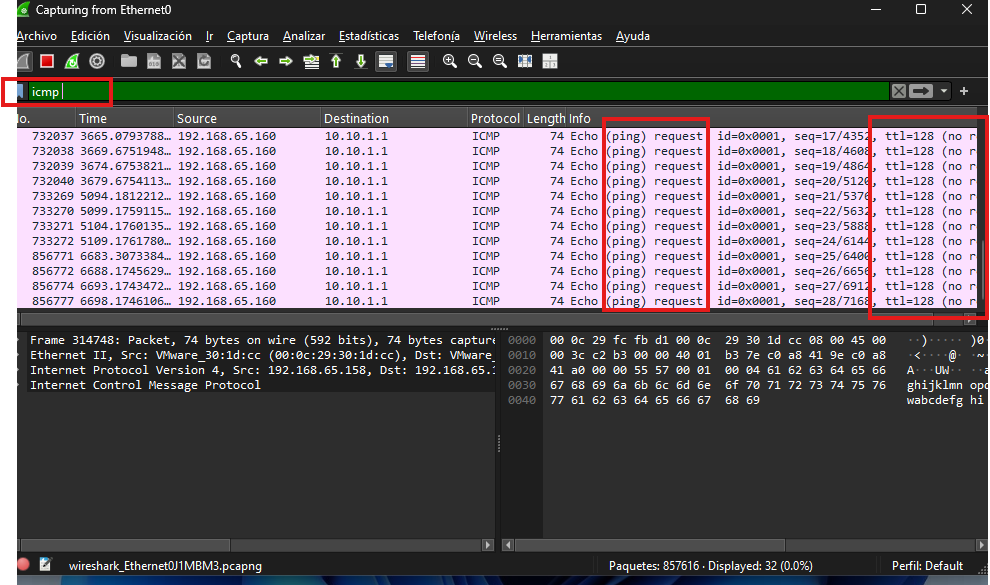 Capturing from Ethernet0
Archivo Edición Visualización Ir Captura Analizar Estadísticas Telefonía Wireless Herramientas Ayuda
icmp
No. Time Source Destination Protocol Length Info
732037 3665.0793788... 192.168.65.160 10.10.1.1 ICMP 74 Echo (ping) request id=0x0001, seq=17/4352, ttl=128 (no r
732038 3669.6751948... 192.168.65.160 10.10.1.1 ICMP 74 Echo (ping) request id=0x0001, seq=18/4608, ttl=128 (no r
732039 3674.6753821... 192.168.65.160 10.10.1.1 ICMP 74 Echo (ping) request id=0x0001, seq=19/4864, ttl=128 (no r
732040 3679.6754113... 192.168.65.160 10.10.1.1 ICMP 74 Echo (ping) request id=0x0001, seq=20/5120, ttl=128 (no r
733269 5094.1812212... 192.168.65.160 10.10.1.1 ICMP 74 Echo (ping) request id=0x0001, seq=21/5376, ttl=128 (no r
733270 5099.1759115... 192.168.65.160 10.10.1.1 ICMP 74 Echo (ping) request id=0x0001, seq=22/5632, ttl=128 (no r
733271 5104.1760135... 192.168.65.160 10.10.1.1 ICMP 74 Echo (ping) request id=0x0001, seq=23/5888, ttl=128 (no r
733272 5109.1761780... 192.168.65.160 10.10.1.1 ICMP 74 Echo (ping) request id=0x0001, seq=24/6144, ttl=128 (no r
856771 6683.3073384... 192.168.65.160 10.10.1.1 ICMP 74 Echo (ping) request id=0x0001, seq=25/6400, ttl=128 (no r
856772 6688.1745629... 192.168.65.160 10.10.1.1 ICMP 74 Echo (ping) request id=0x0001, seq=26/6656, ttl=128 (no r
856774 6693.1743472... 192.168.65.160 10.10.1.1 ICMP 74 Echo (ping) request id=0x0001, seq=27/6912, ttl=128 (no r
856777 6698.1746106... 192.168.65.160 10.10.1.1 ICMP 74 Echo (ping) request id=0x0001, seq=28/7168, ttl=128 (no r
Frame 314748: Packet, 74 bytes on wire (592 bits), 74 bytes capture
Ethernet II, Src: VMware_30:1d:cc (00:0c:29:30:1d:cc), Dst: VMware_
Internet Protocol Version 4, Src: 192.168.65.158, Dst: 192.168.65.1
Internet Control Message Protocol
0000 00 0c 29 fc fb d1 00 0c 29 30 1d cc 08 00 45 00 ··)····· )0
0010 00 3c c2 b3 00 00 40 01 b3 7e c0 a8 41 9e c0 a8 ·<····@· ·~
0020 41 a0 00 00 55 57 00 01 00 04 61 62 63 64 65 66 A···UW·· ··a
0030 67 68 69 6a 6b 6c 6d 6e 6f 70 71 72 73 74 75 76 ghijklmn opq
0040 77 61 62 63 64 65 66 67 68 69 wabcdefg hi
wireshark_Ethernet0J1MBM3.pcapng Paquetes: 857616 · Displayed: 32 (0.0%) Perfil: Default